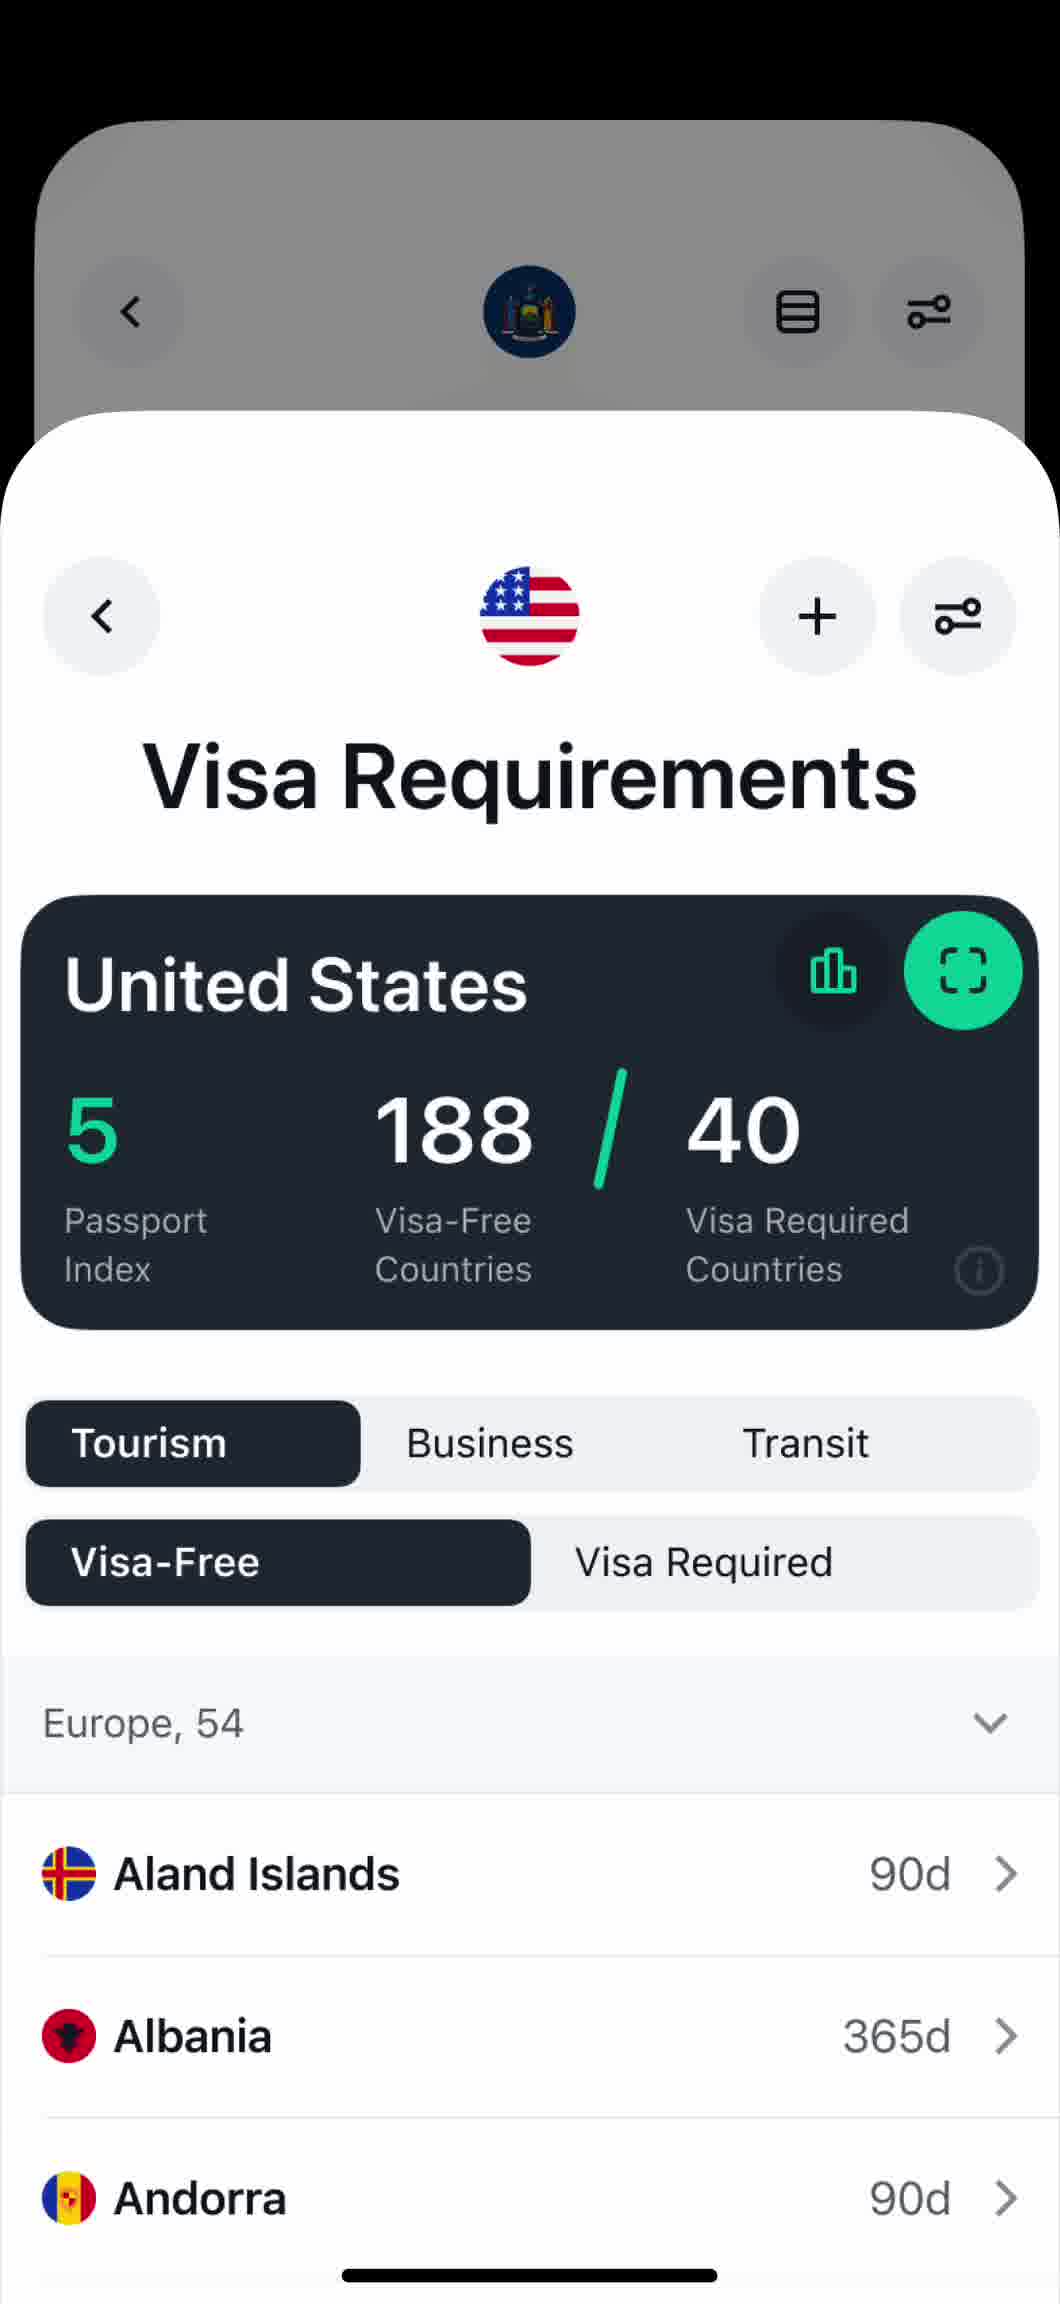 Visa Requirements
United States
5 188 / 40
Passport Index
Visa-Free Countries
Visa Required Countries
Tourism Business Transit
Visa-Free Visa Required
Europe, 54
Aland Islands 90d
Albania 365d
Andorra 90d